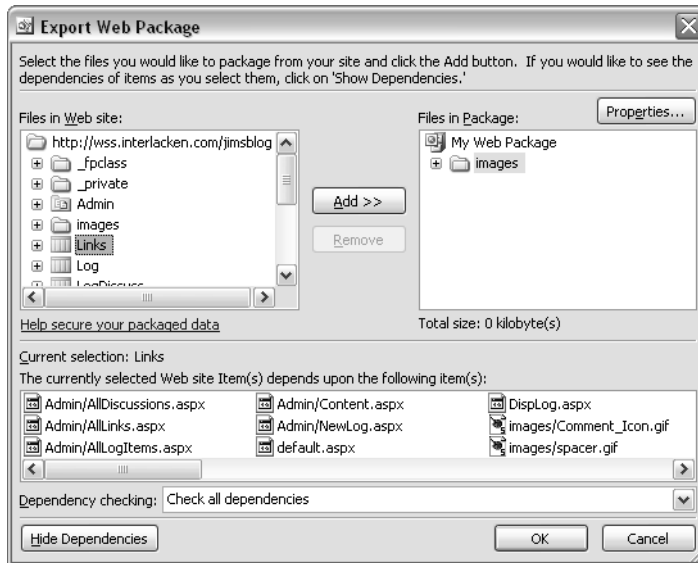 Export Web Package
Select the files you would like to package from your site and click the Add button. If you would like to see the
dependencies of items as you select them, click on 'Show Dependencies.'
Files in Web site:
http://wss.interlacken.com/jimsblog
_fpclass
_private
Admin
images
Links
Log
LogDiscuss
Help secure your packaged data
Add >>
Remove
Files in Package:
Properties...
My Web Package
images
Total size: 0 kilobyte(s)
Current selection: Links
The currently selected Web site Item(s) depends upon the following item(s):
Admin/AllDiscussions.aspx
Admin/AllLinks.aspx
Admin/AllLogItems.aspx
Admin/Content.aspx
Admin/NewLog.aspx
default.aspx
DispLog.aspx
images/Comment_Icon.gif
images/spacer.gif
Dependency checking: Check all dependencies
Hide Dependencies
OK
Cancel